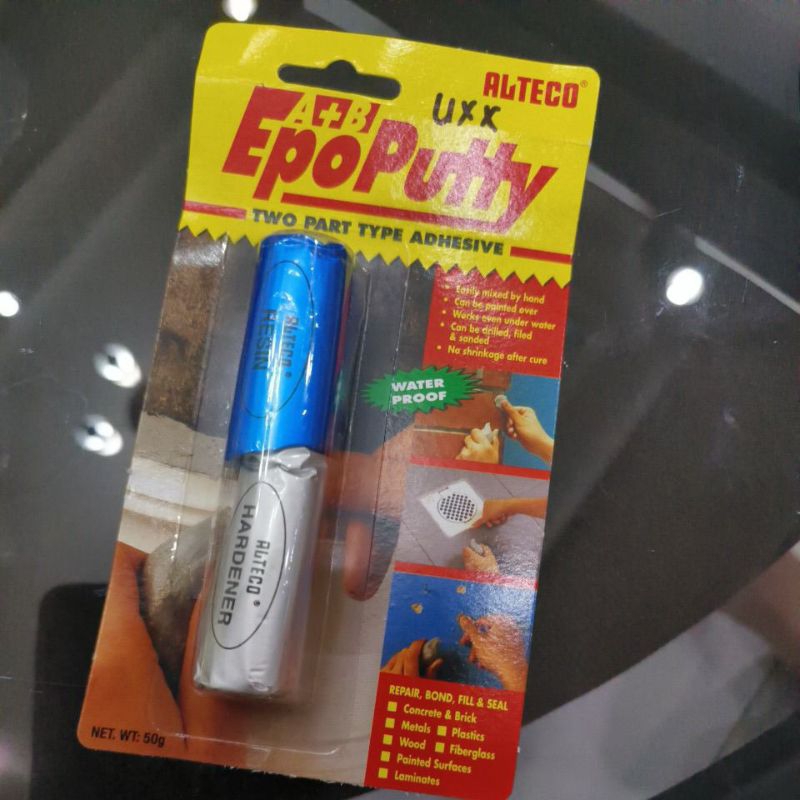 ALTECO®
UXX
A+B
EpoPutty
TWO PART TYPE ADHESIVE
ALTECO®
RESIN
ALTECO®
HARDENER
• Easily mixed by hand
• Can be painted over
• Works even under water
• Can be drilled, filed
& sanded
• No shrinkage after cure
WATER
PROOF
REPAIR, BOND, FILL & SEAL
Concrete & Brick
Metals Plastics
Wood Fiberglass
Painted Surfaces
Laminates
NET. WT: 50g